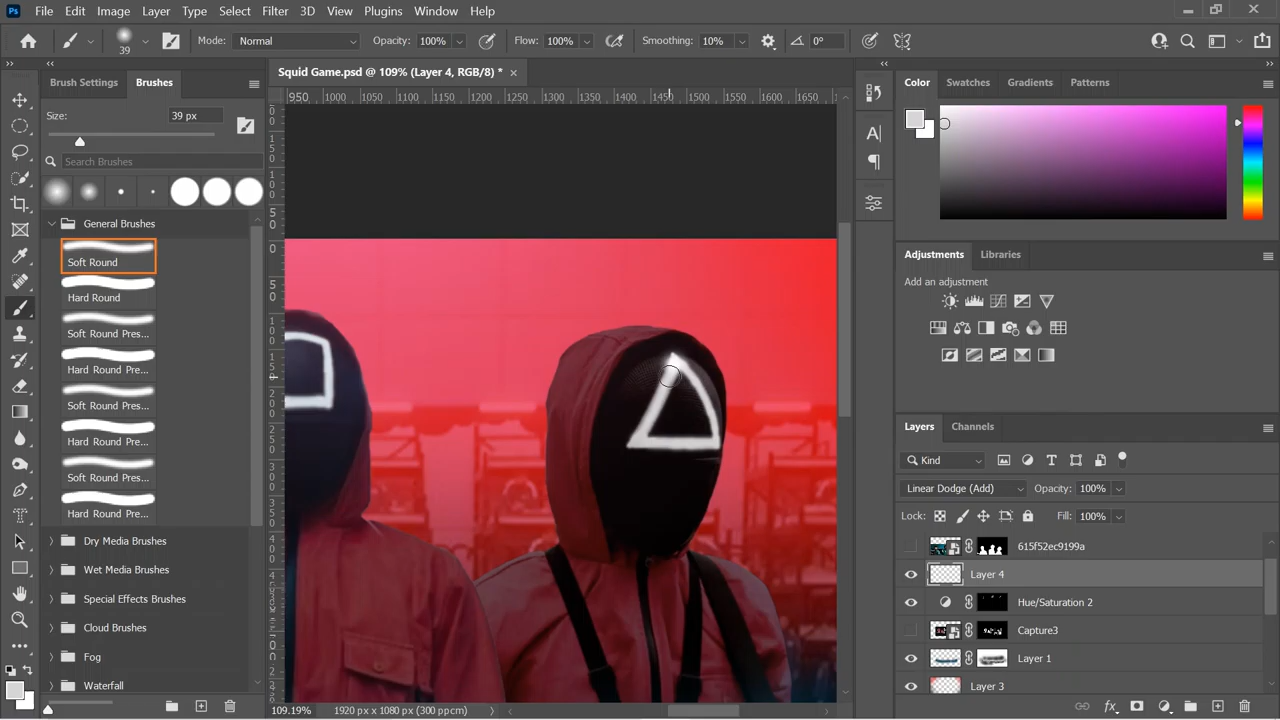 Ps File Edit Image Layer Type Select Filter 3D View Plugins Window Help
39 Mode: Normal Opacity: 100% Flow: 100% Smoothing: 10% 0°
Brush Settings Brushes
Size: 39 px
Search Brushes
General Brushes
Soft Round
Hard Round
Soft Round Pres...
Hard Round Pre...
Soft Round Pres...
Hard Round Pre...
Soft Round Pres...
Hard Round Pre...
Dry Media Brushes
Wet Media Brushes
Special Effects Brushes
Cloud Brushes
Fog
Waterfall
Squid Game.psd @ 109% (Layer 4, RGB/8) *
950 1000 1050 1100 1150 1200 1250 1300 1350 1400 1450 1500 1550 1600 1650
109.19% 1920 px x 1080 px (300 ppcm)
Color Swatches Gradients Patterns
Adjustments Libraries
Add an adjustment
Layers Channels
Kind
Linear Dodge (Add) Opacity: 100%
Lock: Fill: 100%
615f52ec9199a
Layer 4
Hue/Saturation 2
Capture3
Layer 1
Layer 3
fx